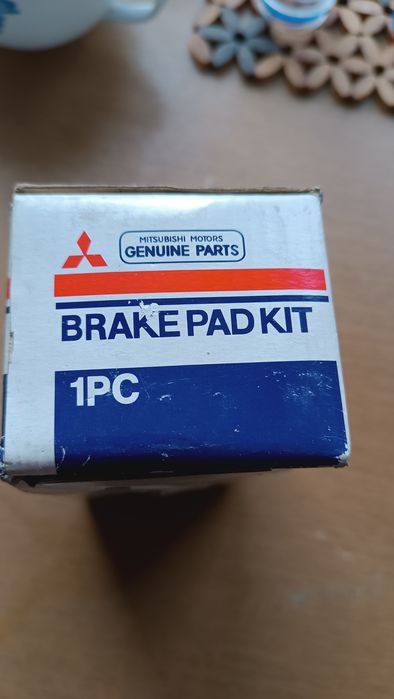 MITSUBISHI MOTORS
GENUINE PARTS
BRAKE PAD KIT
1PC